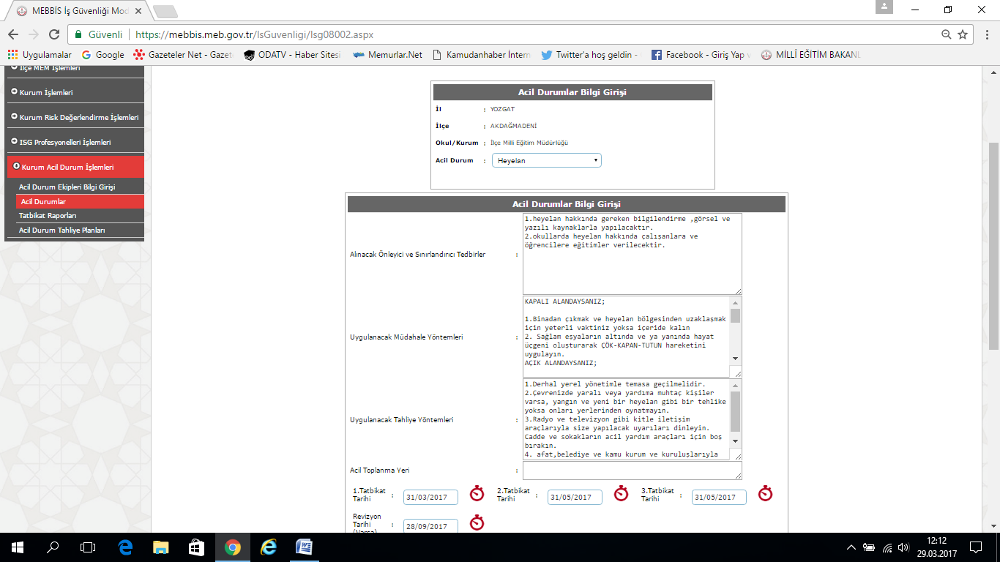 MEBBİS İş Güvenliği Mod
Güvenli
https://mebbis.meb.gov.tr/IsGuvenligi/Isg08002.aspx
Uygulamalar
Google
Gazeteler Net - Gazet
ODATV - Haber Sitesi
Memurlar.Net
Kamudanhaber İntern
Twitter'a hoş geldin -
Facebook - Giriş Yap v
MİLLÎ EĞİTİM BAKANL
İlçe MEM İşlemleri
Kurum İşlemleri
Kurum Risk Değerlendirme İşlemleri
ISG Profesyonelleri İşlemleri
Kurum Acil Durum İşlemleri
Acil Durum Ekipleri Bilgi Girişi
Acil Durumlar
Tatbikat Raporları
Acil Durum Tahliye Planları
Acil Durumlar Bilgi Girişi
İl : YOZGAT
İlçe : AKDAĞMADENİ
Okul/Kurum : İlçe Milli Eğitim Müdürlüğü
Acil Durum : Heyelan
Acil Durumlar Bilgi Girişi
Alınacak Önleyici ve Sınırlandırıcı Tedbirler :
1.heyelan hakkında gereken bilgilendirme ,görsel ve
yazılı kaynaklarla yapılacaktır.
2.okullarda heyelan hakkında çalışanlara ve
öğrencilere eğitimler verilecektir.
Uygulanacak Müdahale Yöntemleri :
KAPALI ALANDAYSANIZ;
1.Binadan çıkmak ve heyelan bölgesinden uzaklaşmak
için yeterli vaktiniz yoksa içeride kalın
2. Sağlam eşyaların altında ve ya yanında hayat
üçgeni oluşturarak ÇÖK-KAPAN-TUTUN hareketini
uygulayın.
AÇIK ALANDAYSANIZ;
Uygulanacak Tahliye Yöntemleri :
1.Derhal yerel yönetimle temasa geçilmelidir.
2.Çevrenizde yaralı veya yardıma muhtaç kişiler
varsa, yangın ve yeni bir heyelan gibi bir tehlike
yoksa onları yerlerinden oynatmayın.
3.Radyo ve televizyon gibi kitle iletişim
araçlarıyla size yapılacak uyarıları dinleyin.
Cadde ve sokakların acil yardım araçları için boş
bırakın.
4. afat,belediye ve kamu kurum ve kuruluşlarıyla
Acil Toplanma Yeri :
1.Tatbikat Tarihi : 31/03/2017
2.Tatbikat Tarihi : 31/05/2017
3.Tatbikat Tarihi : 31/05/2017
Revizyon Tarihi (Varsa) : 28/09/2017
12:12
29.03.2017